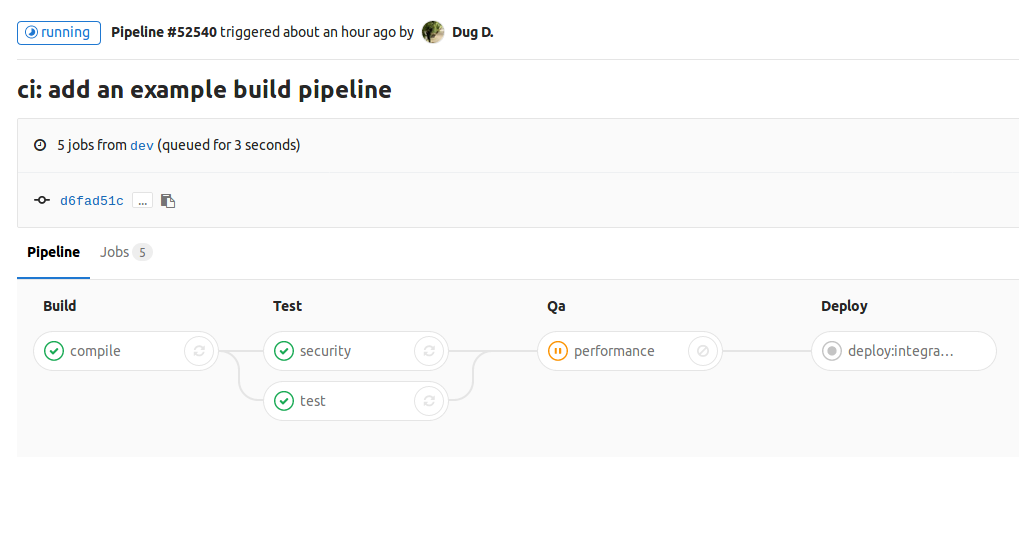 running Pipeline #52540 triggered about an hour ago by Dug D.
ci: add an example build pipeline
5 jobs from dev (queued for 3 seconds)
d6fad51c ...
Pipeline Jobs 5
Build Test Qa Deploy
compile security performance deploy:integra...
test